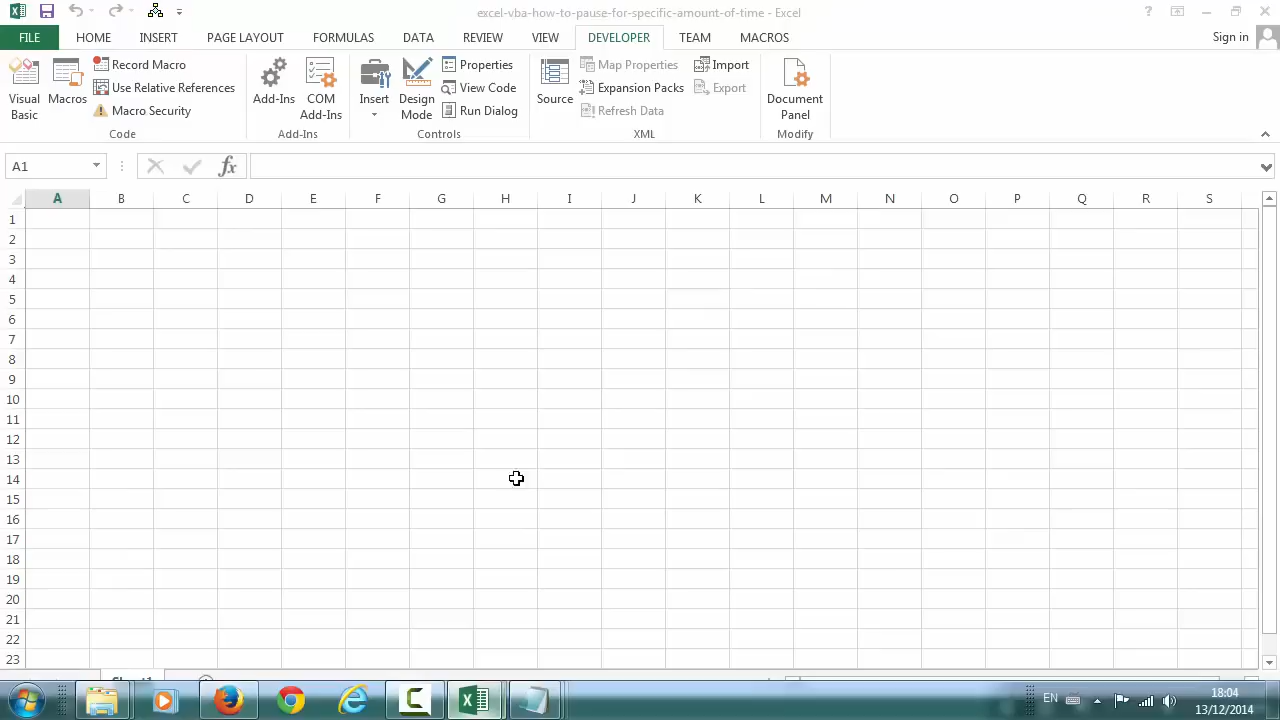 excel-vba-how-to-pause-for-specific-amount-of-time - Excel
FILE HOME INSERT PAGE LAYOUT FORMULAS DATA REVIEW VIEW DEVELOPER TEAM MACROS Sign in
Visual Basic
Macros
Record Macro
Use Relative References
Macro Security
Code
Add-Ins
COM Add-Ins
Add-Ins
Insert
Design Mode
Properties
View Code
Run Dialog
Controls
Source
Map Properties
Expansion Packs
Refresh Data
Import
Export
XML
Document Panel
Modify
A1 fx
A B C D E F G H I J K L M N O P Q R S
1
2
3
4
5
6
7
8
9
10
11
12
13
14
15
16
17
18
19
20
21
22
23
Sheet1
EN
18:04
13/12/2014